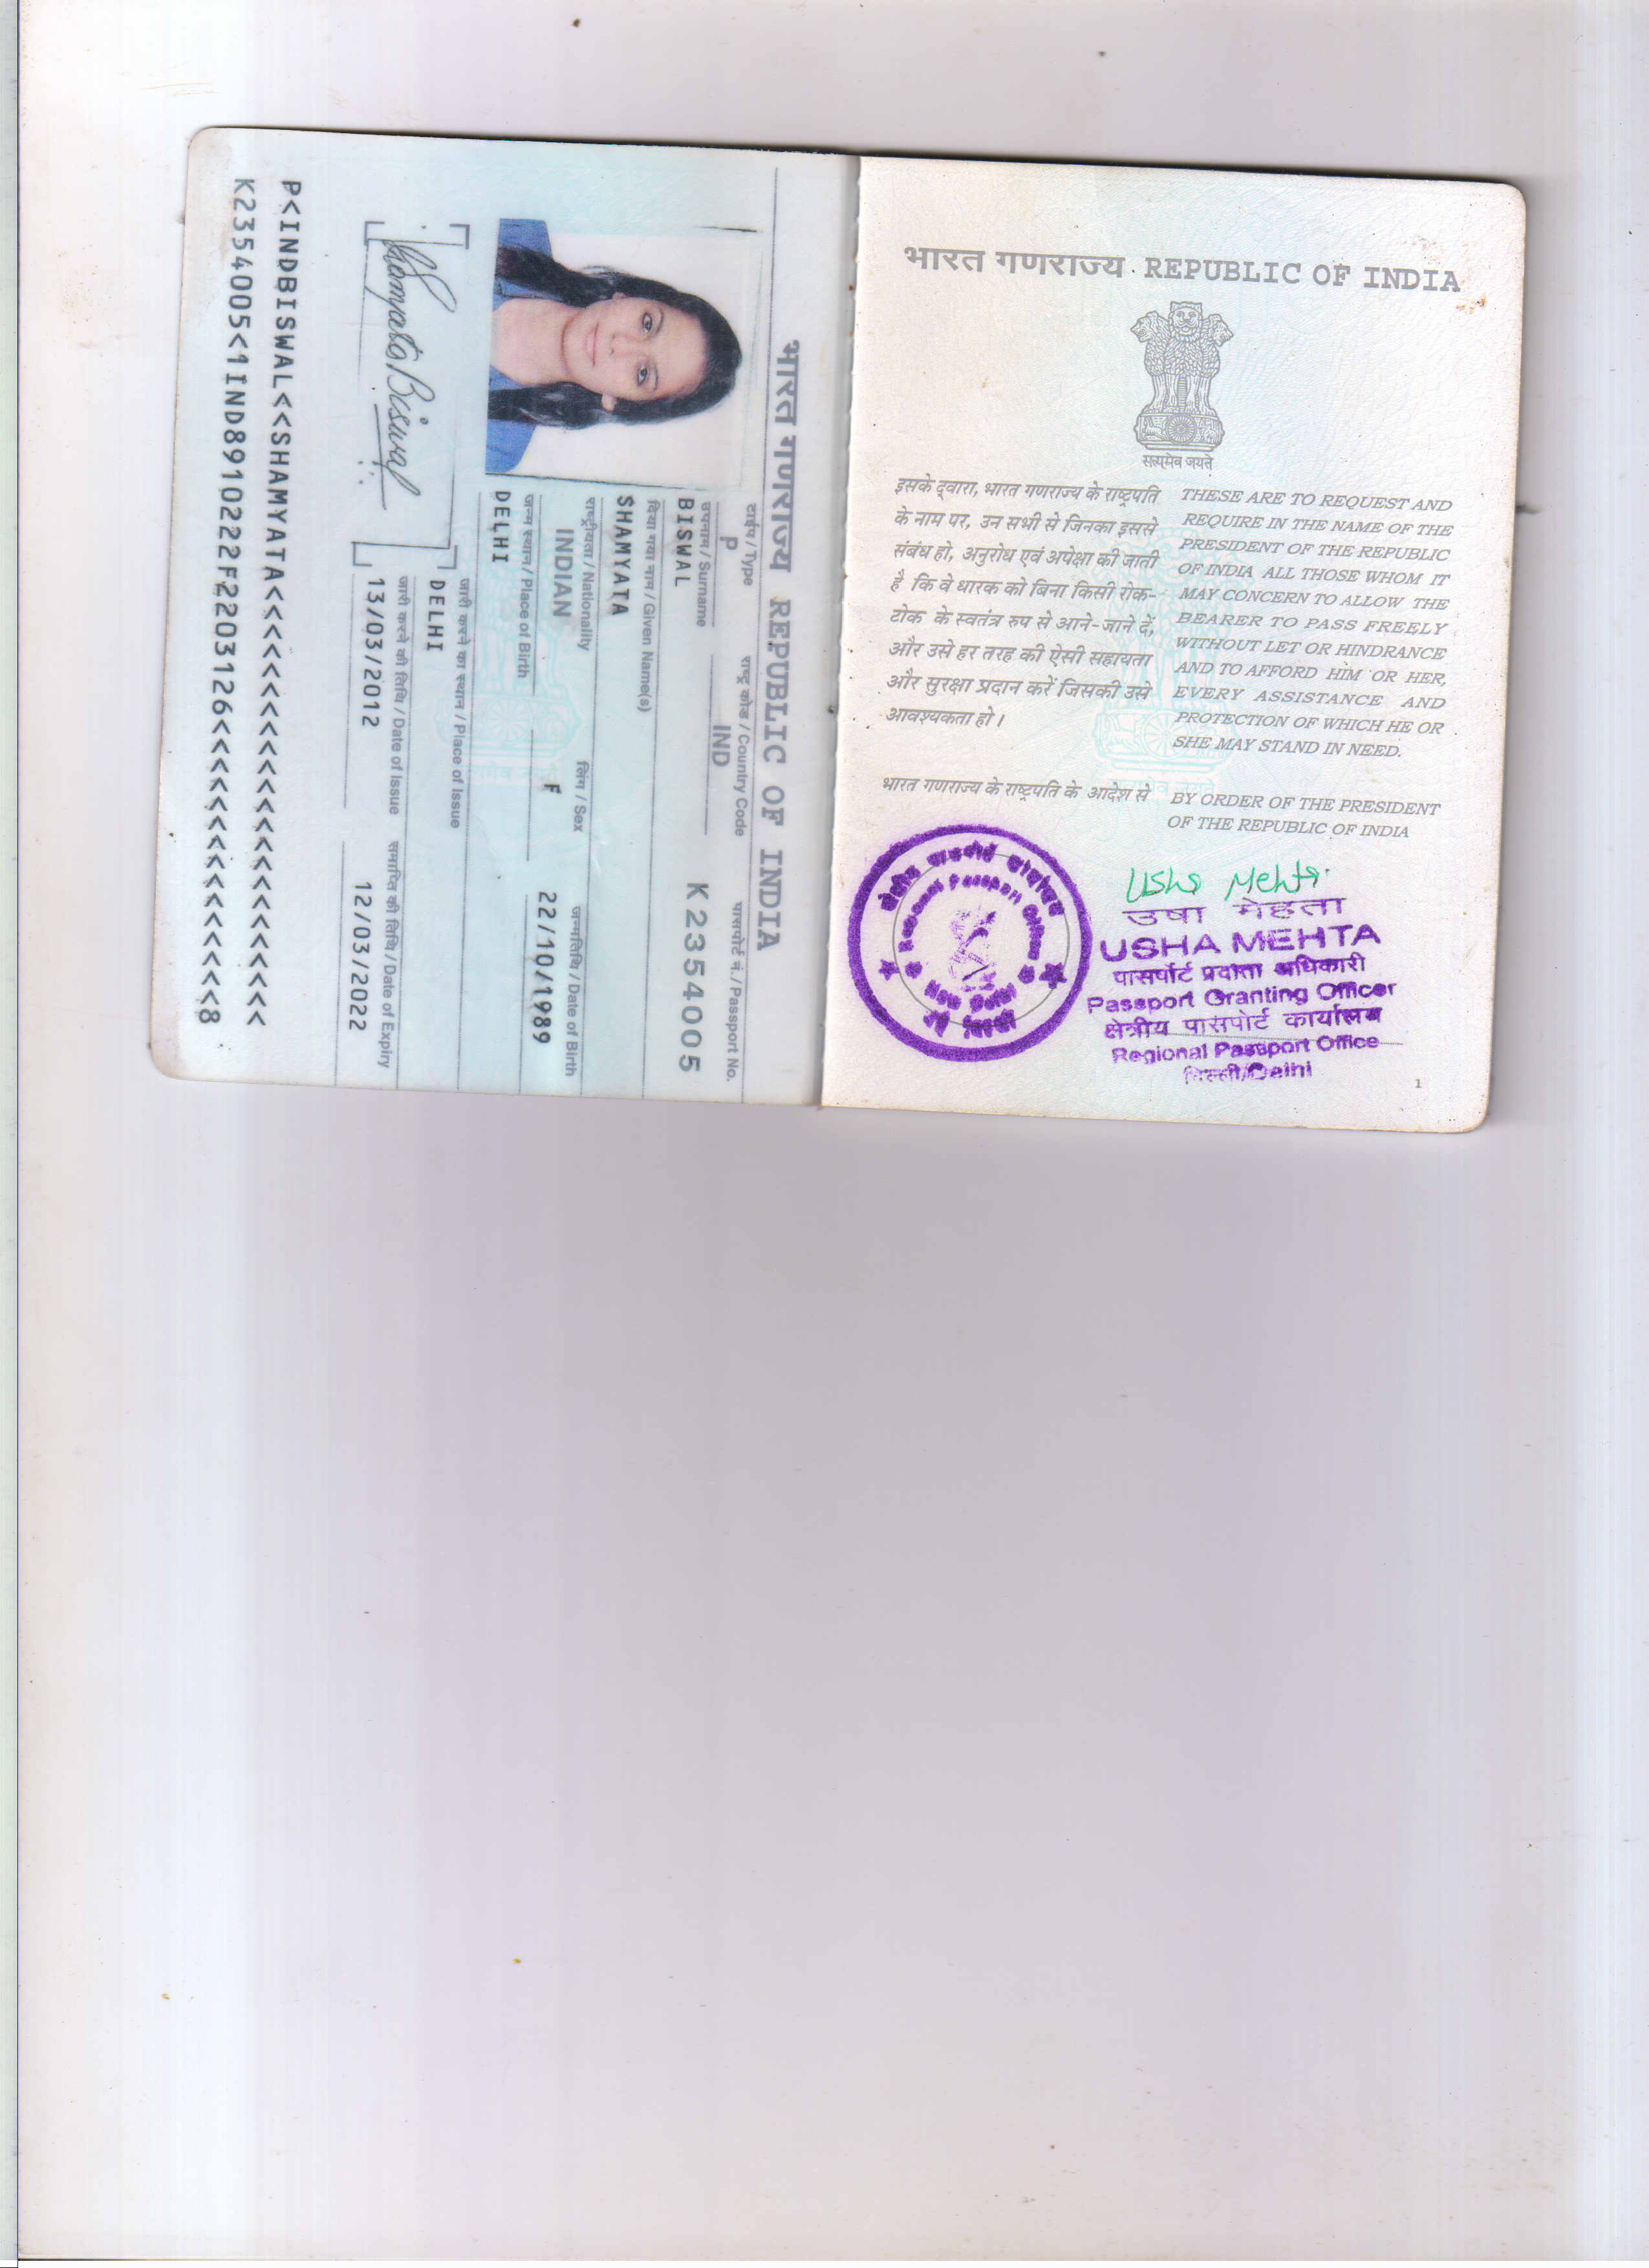 भारत गणराज्य REPUBLIC OF INDIA
टाईप / Type
P
राष्ट्र कोड / Country Code
IND
पासपोर्ट नं. / Passport No.
K2354005
उपनाम / Surname
BISWAL
दिया गया नाम / Given Name(s)
SHAMYATA
राष्ट्रीयता / Nationality
INDIAN
लिंग / Sex
F
जन्मतिथि / Date of Birth
22/10/1989
जन्म स्थान / Place of Birth
DELHI
जारी करने का स्थान / Place of Issue
DELHI
जारी करने की तिथि / Date of Issue
13/03/2012
समाप्ति की तिथि / Date of Expiry
12/03/2022
Shamyata Biswal
P<INDBISWAL<<SHAMYATA<<<<<<<<<<<<<<<<<<<<<<<
K2354005<1IND8910222F2203126<<<<<<<<<<<<<<<8
भारत गणराज्य REPUBLIC OF INDIA
सत्यमेव जयते
इसके द्वारा, भारत गणराज्य के राष्ट्रपति
के नाम पर, उन सभी से जिनका इससे
संबंध हो, अनुरोध एवं अपेक्षा की जाती
है कि वे धारक को बिना किसी रोक-
टोक के स्वतंत्र रुप से आने-जाने दें,
और उसे हर तरह की ऐसी सहायता
और सुरक्षा प्रदान करें जिसकी उसे
आवश्यकता हो।
THESE ARE TO REQUEST AND
REQUIRE IN THE NAME OF THE
PRESIDENT OF THE REPUBLIC
OF INDIA ALL THOSE WHOM IT
MAY CONCERN TO ALLOW THE
BEARER TO PASS FREELY
WITHOUT LET OR HINDRANCE
AND TO AFFORD HIM OR HER,
EVERY ASSISTANCE AND
PROTECTION OF WHICH HE OR
SHE MAY STAND IN NEED.
भारत गणराज्य के राष्ट्रपति के आदेश से
BY ORDER OF THE PRESIDENT
OF THE REPUBLIC OF INDIA
Usha Mehta
उषा मेहता
USHA MEHTA
पासपोर्ट प्रदाता अधिकारी
Passport Granting Officer
क्षेत्रीय पासपोर्ट कार्यालय
Regional Passport Office
दिल्ली/Delhi
क्षेत्रीय पासपोर्ट कार्यालय
Regional Passport Office
New Delhi
1